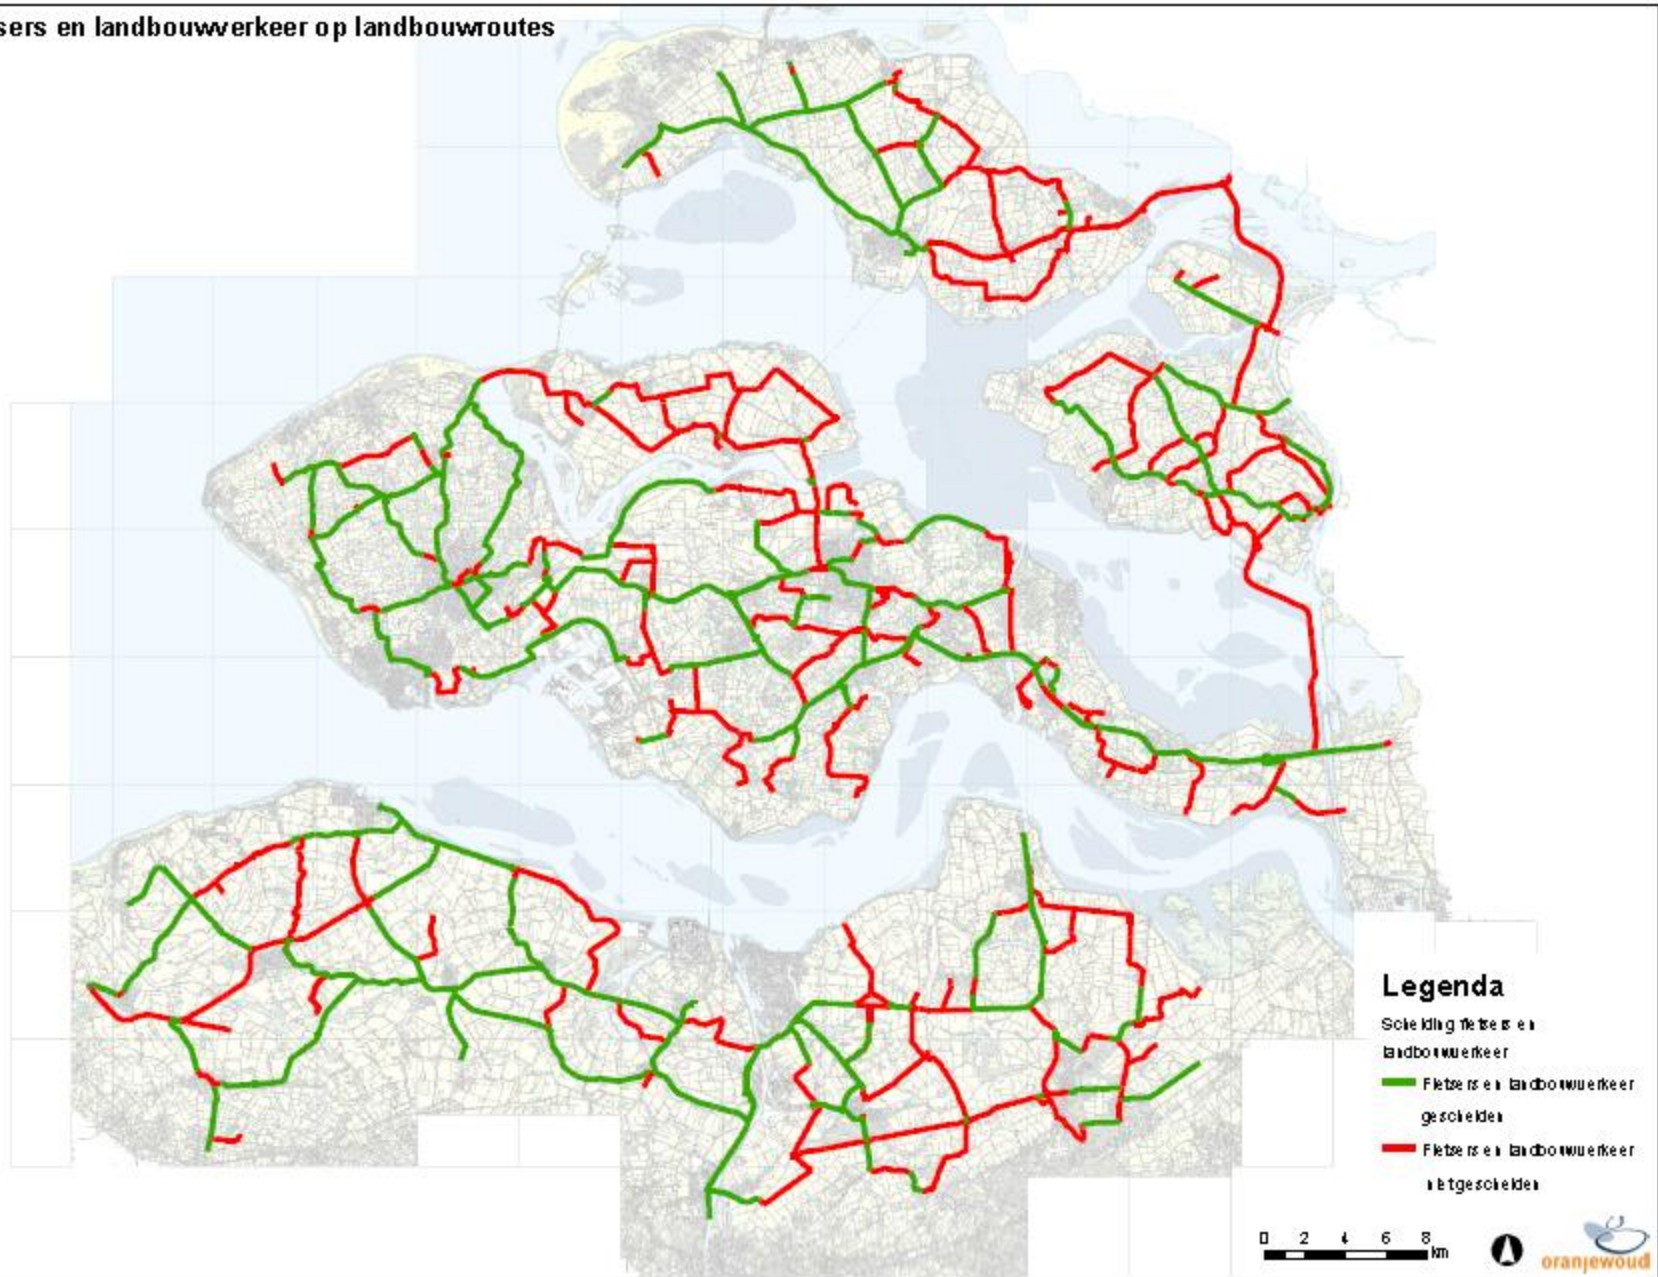 sers en landbouwverkeer op landbouwroutes
Legenda
Scheiding fietsers en
landbouwverkeer
Fietsers en landbouwverkeer
gescheiden
Fietsers en landbouwverkeer
niet gescheiden
0 2 4 6 8
km
oranjewoud